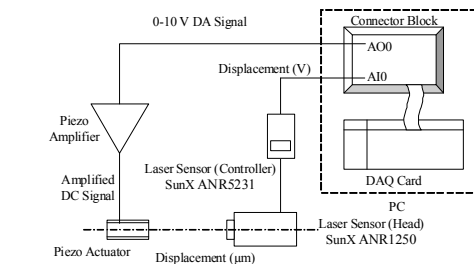 0-10 V DA Signal
Connector Block
AO0
Displacement (V)
AI0
Piezo
Amplifier
Laser Sensor (Controller)
SunX ANR5231
DAQ Card
Amplified
DC Signal
PC
Laser Sensor (Head)
SunX ANR1250
Piezo Actuator
Displacement (μm)